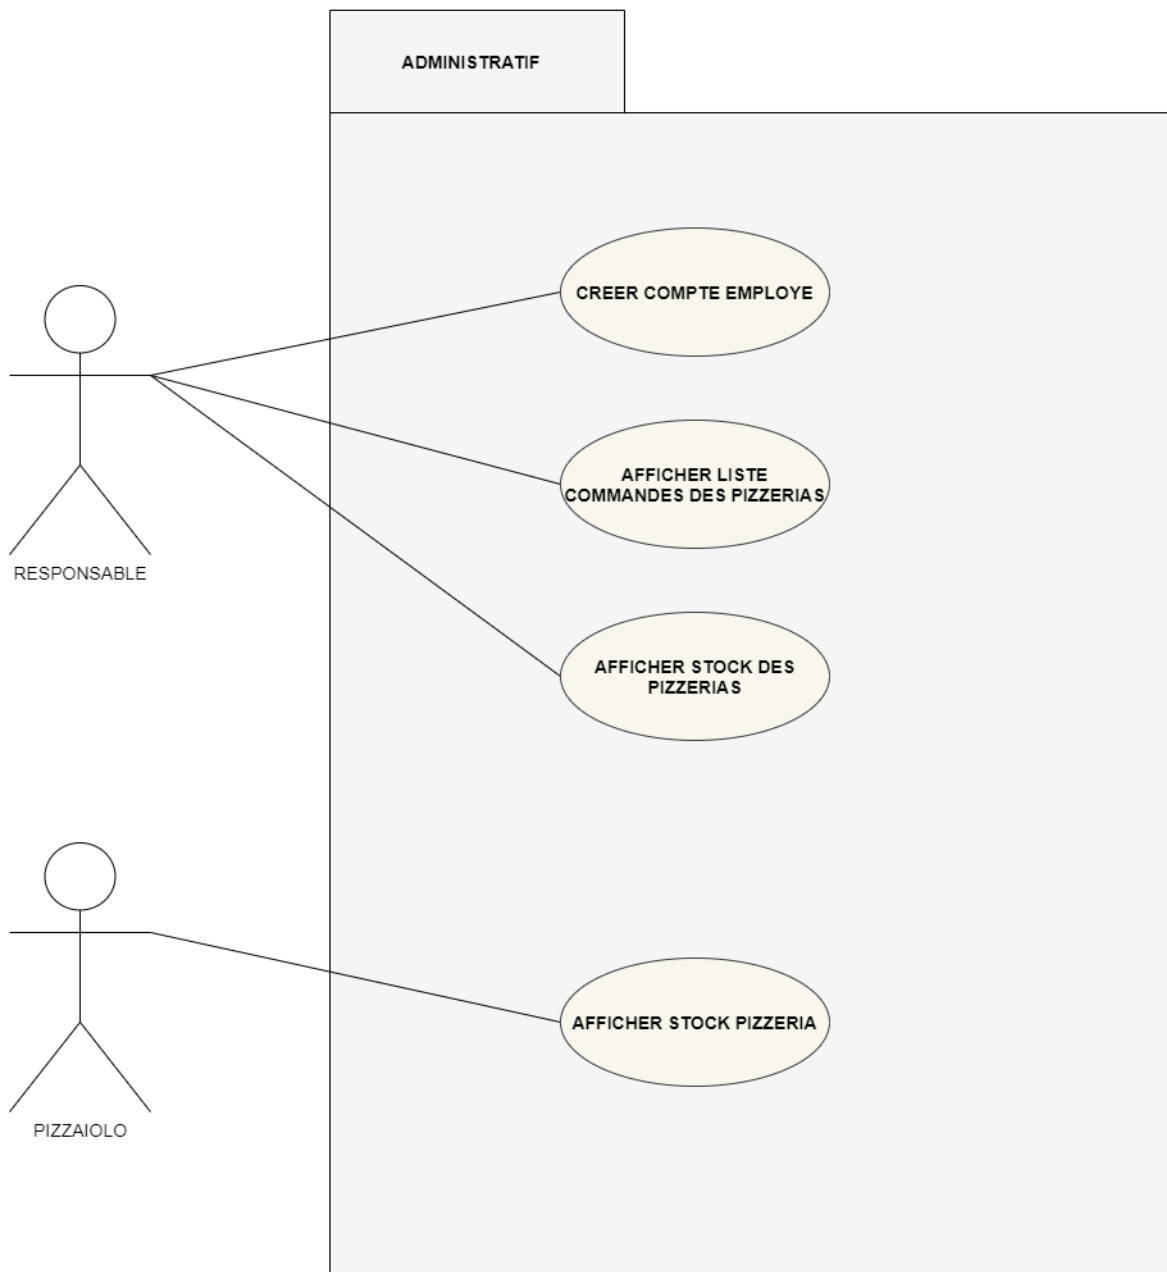 ADMINISTRATIF
CREER COMPTE EMPLOYE
AFFICHER LISTE
COMMANDES DES PIZZERIAS
RESPONSABLE
AFFICHER STOCK DES
PIZZERIAS
AFFICHER STOCK PIZZERIA
PIZZAIOLO